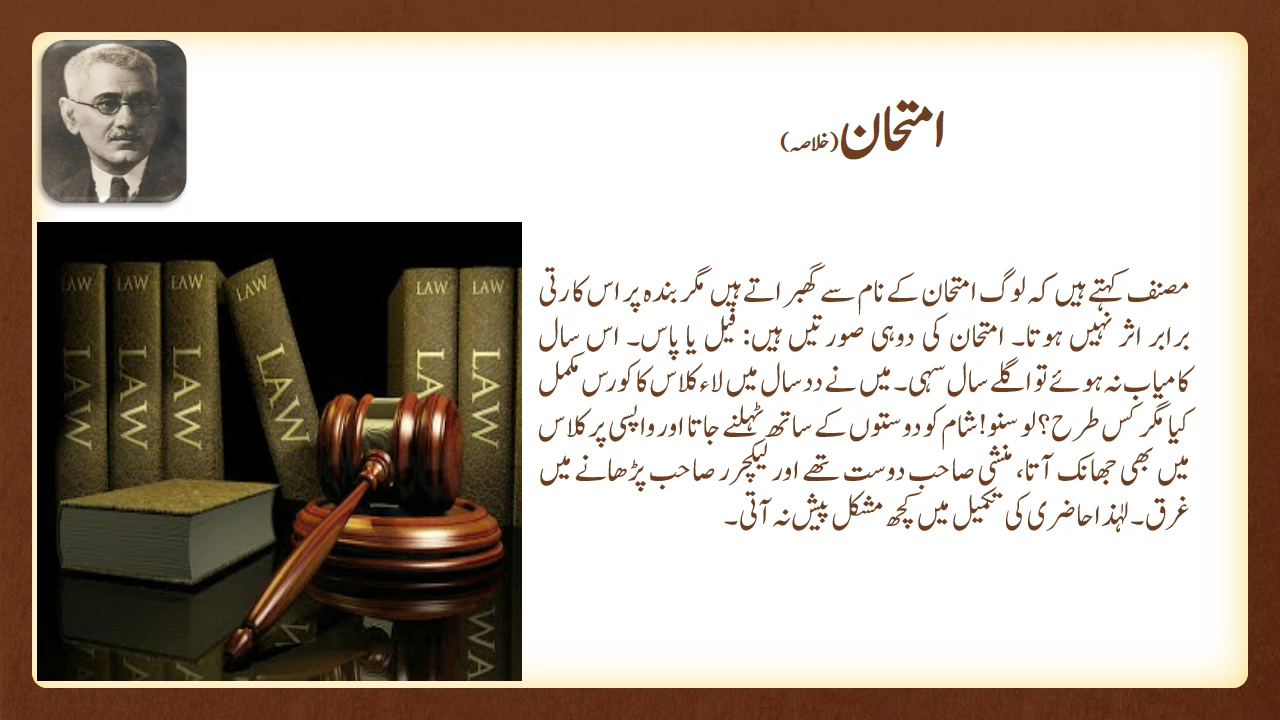 امتحان (خلاصہ)
مصنف کہتے ہیں کہ لوگ امتحان کے نام سے گھبر اتے ہیں مگر بندہ پر اس کا رتی
برابر اثر نہیں ہوتا۔ امتحان کی دو ہی صورتیں ہیں: فیل یا پاس۔ اس سال
کامیاب نہ ہوئے تو اگلے سال سہی۔ میں نے دد سال میں لاء کلاس کا کورس مکمل
کیا مگر کس طرح؟ لو سنو! شام کو دوستوں کے ساتھ ٹہلنے جاتا اور واپسی پر کلاس
میں بھی جھانک آتا، منشی صاحب دوست تھے اور لیکچرر صاحب پڑھانے میں
غرق۔ لہٰذا حاضری کی تکمیل میں کچھ مشکل پیش نہ آتی۔
LAW LAW LAW LAW LAW LAW
LAW LAW LAW LAW LAW LAW